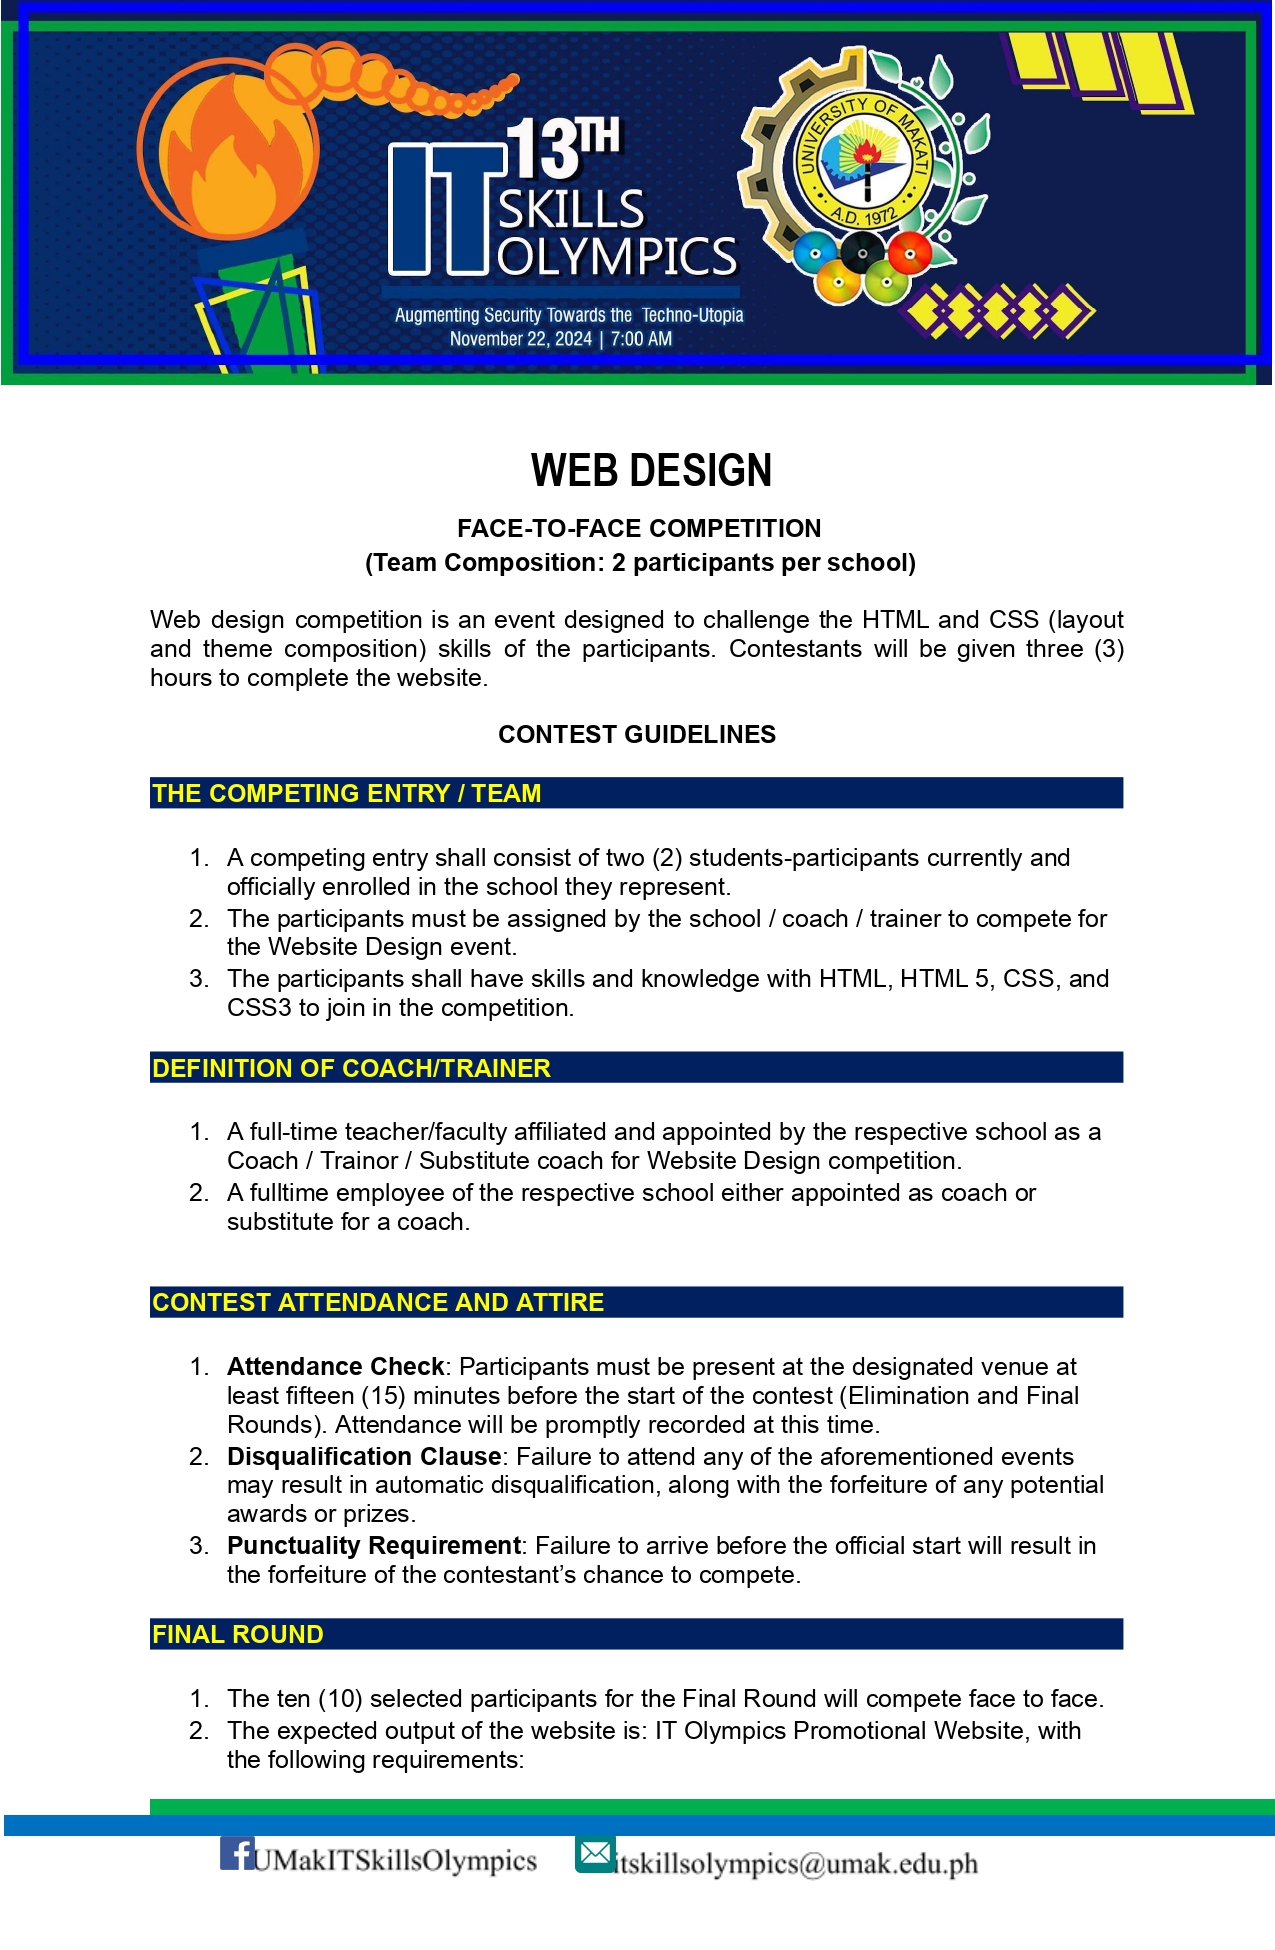 13TH
IT SKILLS
OLYMPICS
Augmenting Security Towards the Techno-Utopia
November 22, 2024 | 7:00 AM
UNIVERSITY OF MAKATI
A.D. 1972
WEB DESIGN
FACE-TO-FACE COMPETITION
(Team Composition: 2 participants per school)
Web design competition is an event designed to challenge the HTML and CSS (layout
and theme composition) skills of the participants. Contestants will be given three (3)
hours to complete the website.
CONTEST GUIDELINES
THE COMPETING ENTRY / TEAM
1. A competing entry shall consist of two (2) students-participants currently and
officially enrolled in the school they represent.
2. The participants must be assigned by the school / coach / trainer to compete for
the Website Design event.
3. The participants shall have skills and knowledge with HTML, HTML 5, CSS, and
CSS3 to join in the competition.
DEFINITION OF COACH/TRAINER
1. A full-time teacher/faculty affiliated and appointed by the respective school as a
Coach / Trainor / Substitute coach for Website Design competition.
2. A fulltime employee of the respective school either appointed as coach or
substitute for a coach.
CONTEST ATTENDANCE AND ATTIRE
1. Attendance Check: Participants must be present at the designated venue at
least fifteen (15) minutes before the start of the contest (Elimination and Final
Rounds). Attendance will be promptly recorded at this time.
2. Disqualification Clause: Failure to attend any of the aforementioned events
may result in automatic disqualification, along with the forfeiture of any potential
awards or prizes.
3. Punctuality Requirement: Failure to arrive before the official start will result in
the forfeiture of the contestant’s chance to compete.
FINAL ROUND
1. The ten (10) selected participants for the Final Round will compete face to face.
2. The expected output of the website is: IT Olympics Promotional Website, with
the following requirements:
UMakITSkillsOlympics itskillsolympics@umak.edu.ph